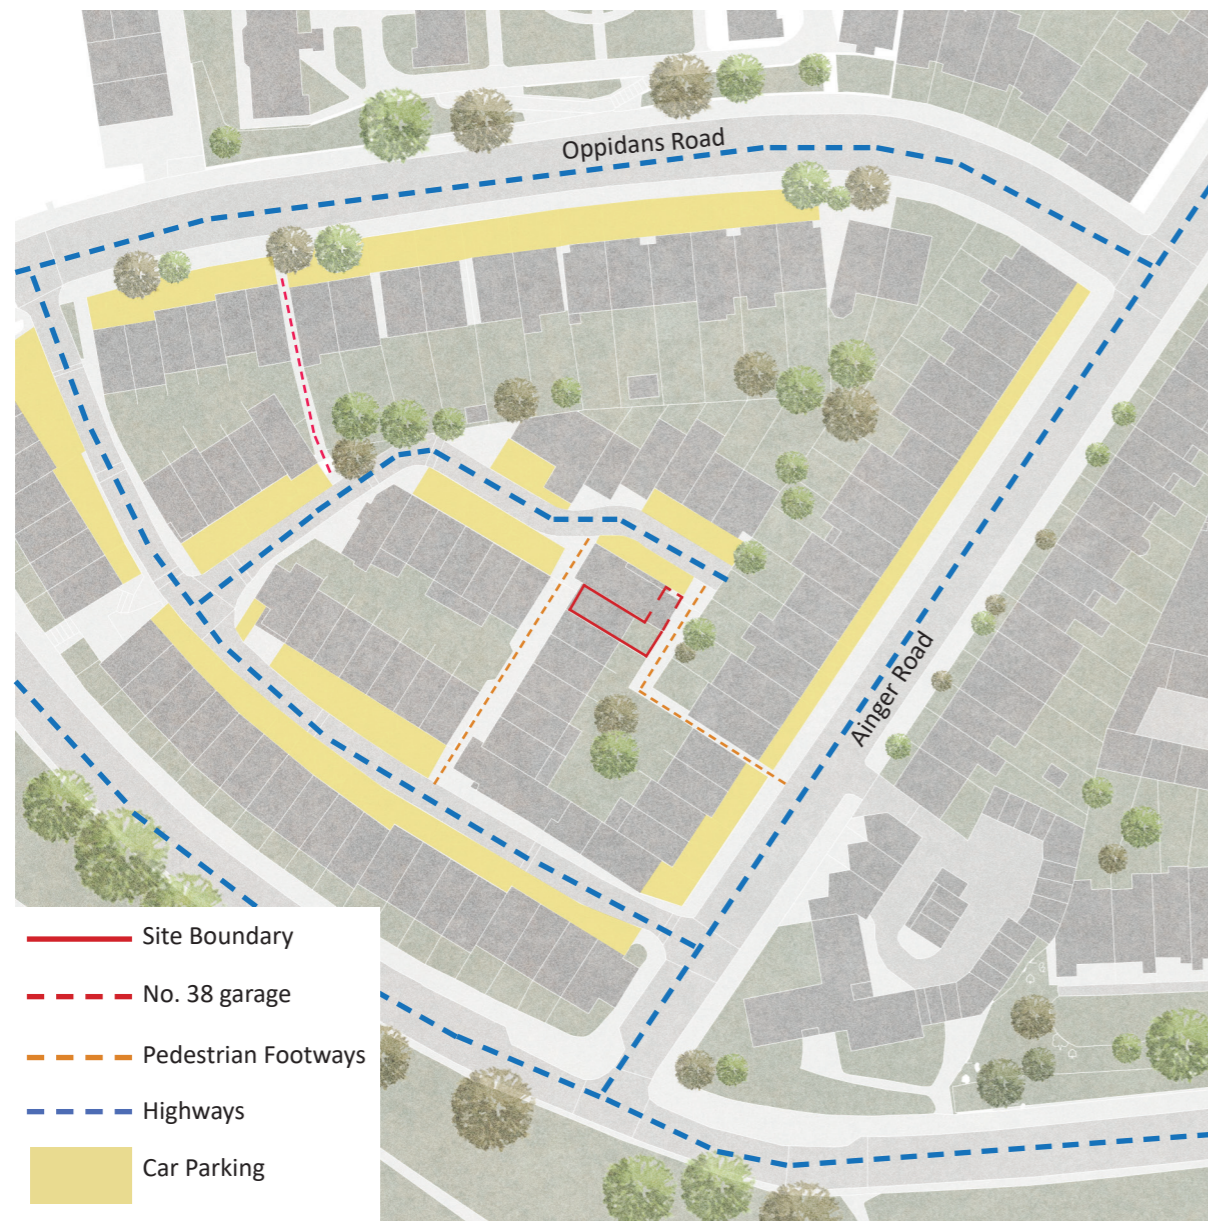 Oppidans Road
Ainger Road
Site Boundary
No. 38 garage
Pedestrian Footways
Highways
Car Parking